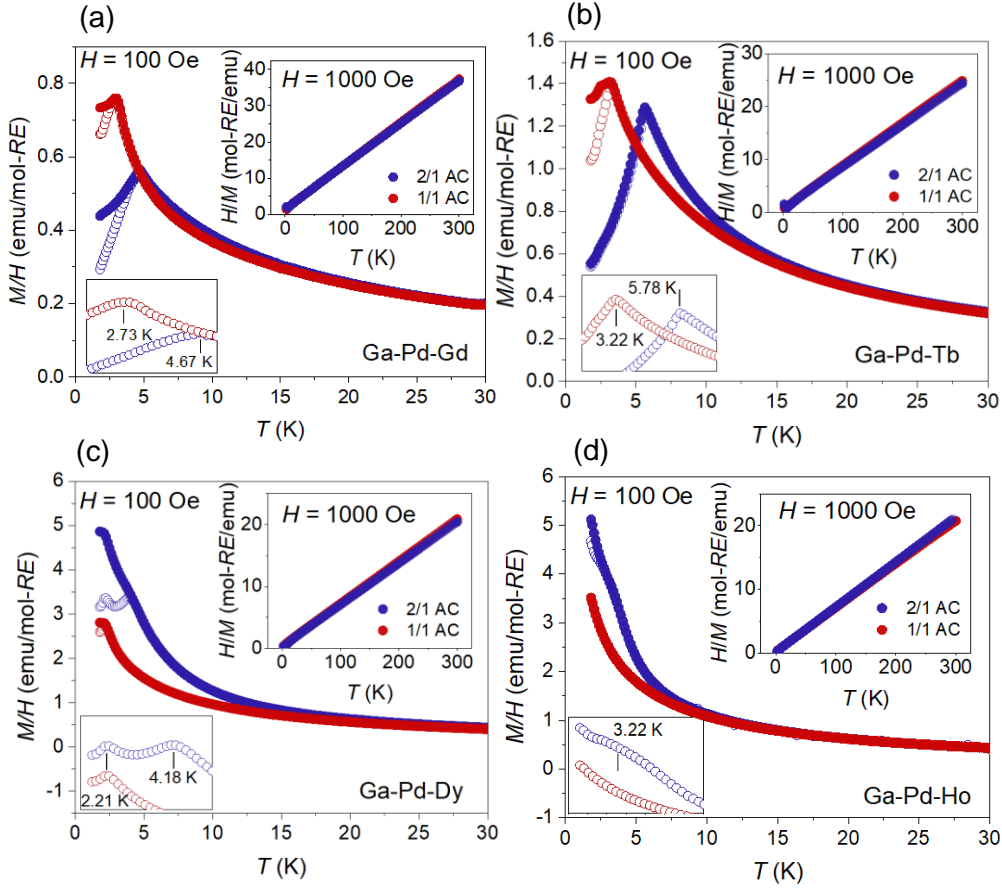 (a)
H = 100 Oe
H = 1000 Oe
H/M (mol-RE/emu)
40
30
20
10
0
0 100 200 300
T (K)
2/1 AC
1/1 AC
M/H (emu/mol-RE)
0.8
0.6
0.4
0.2
0.0
2.73 K
4.67 K
Ga-Pd-Gd
0 5 10 15 20 25 30
T (K)
(b)
H = 100 Oe
H = 1000 Oe
H/M (mol-RE/emu)
30
20
10
0
0 100 200 300
T (K)
2/1 AC
1/1 AC
M/H (emu/mol-RE)
1.6
1.4
1.2
1.0
0.8
0.6
0.4
0.2
0.0
5.78 K
3.22 K
Ga-Pd-Tb
0 5 10 15 20 25 30
T (K)
(c)
H = 100 Oe
H = 1000 Oe
H/M (mol-RE/emu)
20
10
0
0 100 200 300
T (K)
2/1 AC
1/1 AC
M/H (emu/mol-RE)
6
5
4
3
2
1
0
-1
4.18 K
2.21 K
Ga-Pd-Dy
0 5 10 15 20 25 30
T (K)
(d)
H = 100 Oe
H = 1000 Oe
H/M (mol-RE/emu)
20
10
0
0 100 200 300
T (K)
2/1 AC
1/1 AC
M/H (emu/mol-RE)
6
5
4
3
2
1
0
-1
3.22 K
Ga-Pd-Ho
0 5 10 15 20 25 30
T (K)